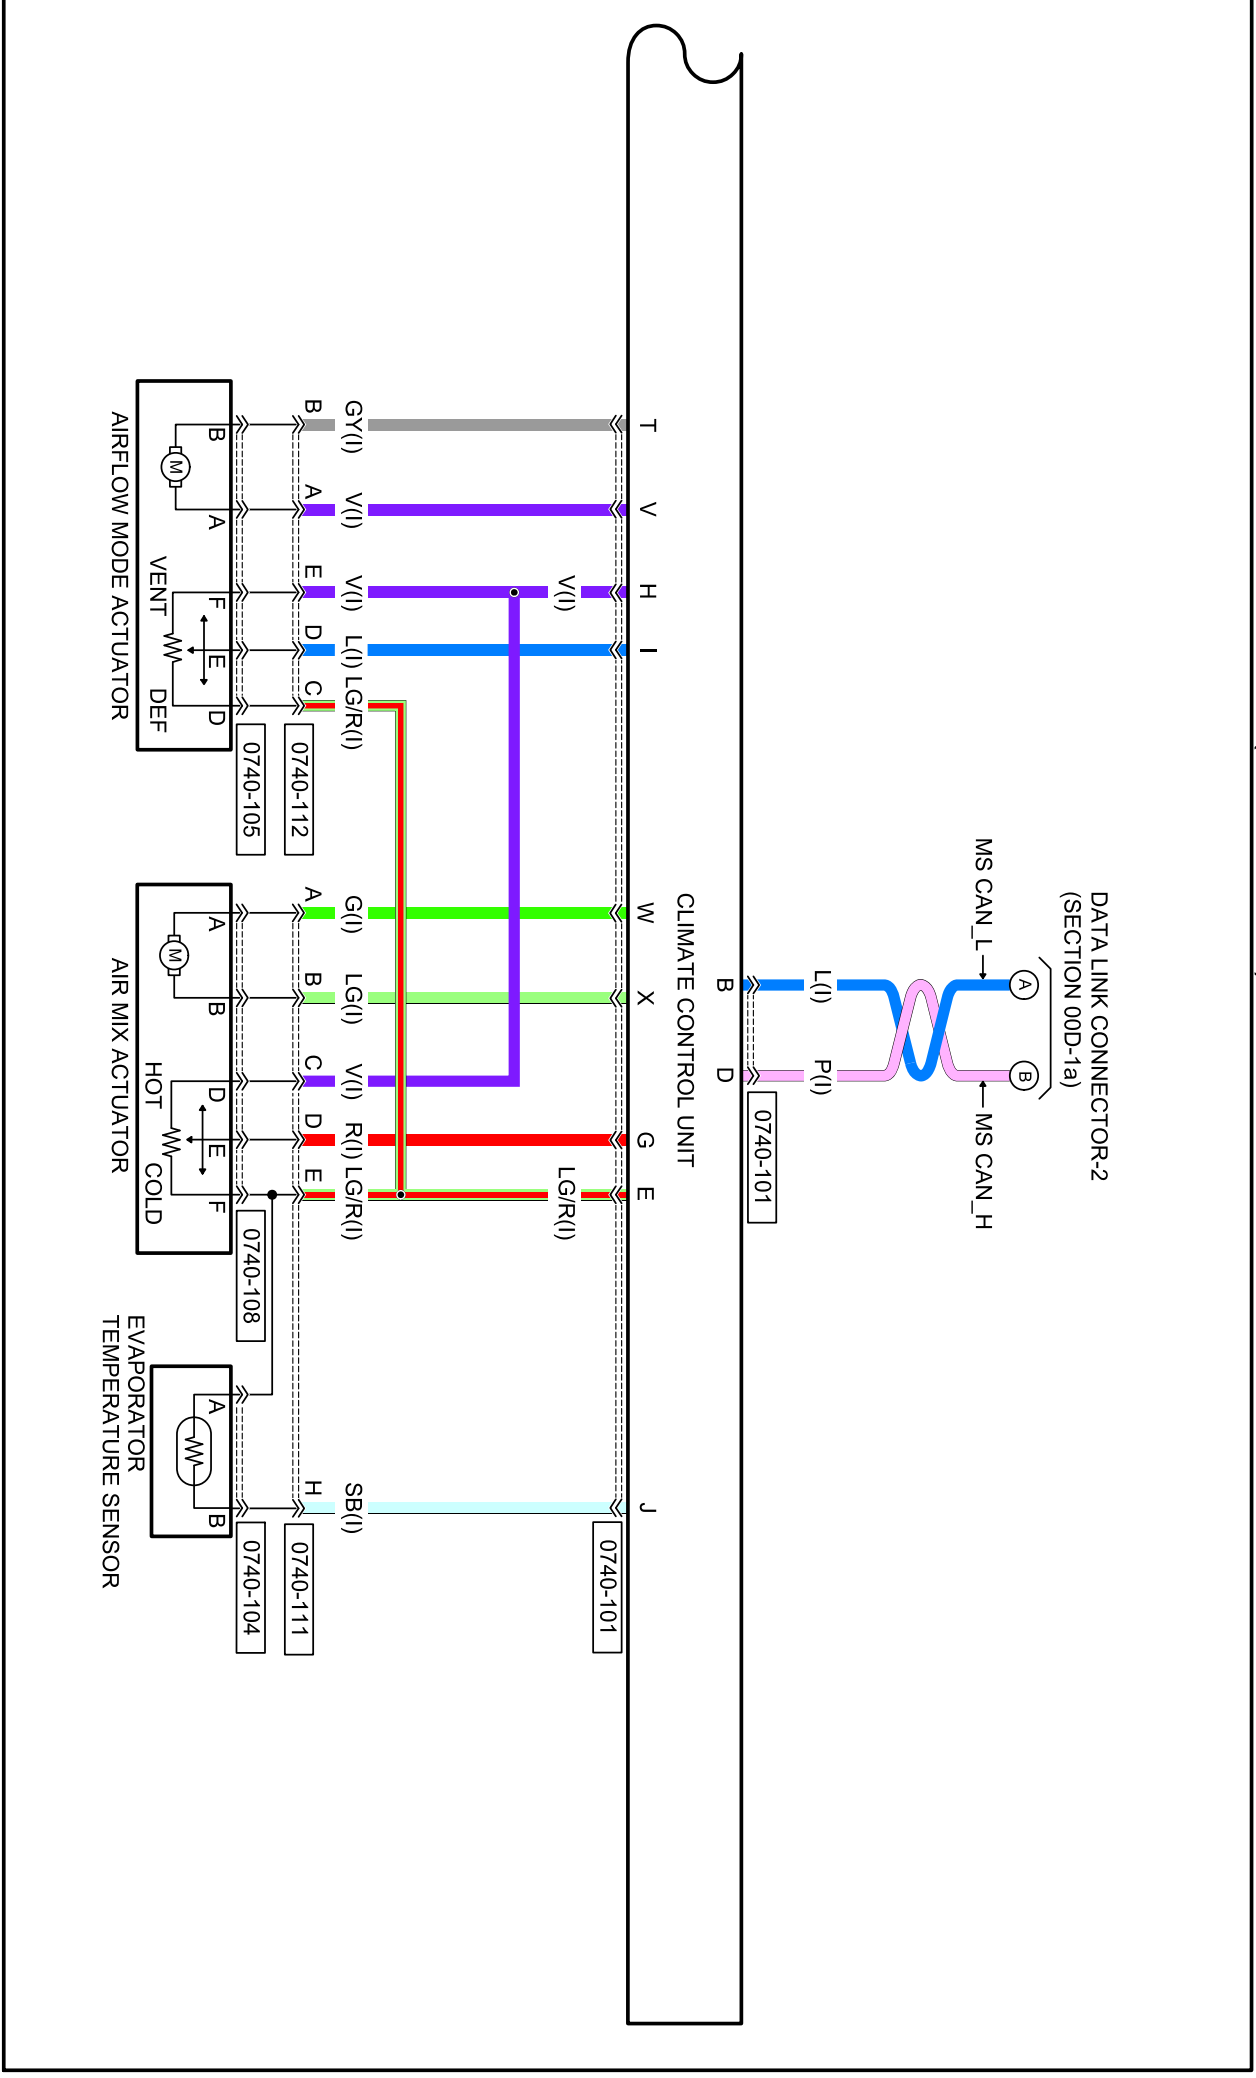 DATA LINK CONNECTOR-2
(SECTION 00D-1a)
A
B
MS CAN_L
MS CAN_H
L(I)
P(I)
0740-101
B
D
CLIMATE CONTROL UNIT
T
V
H
I
W
X
G
E
J
0740-101
V(I)
LG/R(I)
GY(I)
V(I)
V(I)
L(I)
LG/R(I)
G(I)
LG(I)
V(I)
R(I)
LG/R(I)
SB(I)
B
A
E
D
C
A
B
C
D
E
H
0740-112
0740-111
0740-105
0740-108
0740-104
B
A
F
E
D
A
B
D
E
F
A
B
M
M
VENT
DEF
HOT
COLD
AIRFLOW MODE ACTUATOR
AIR MIX ACTUATOR
EVAPORATOR
TEMPERATURE SENSOR